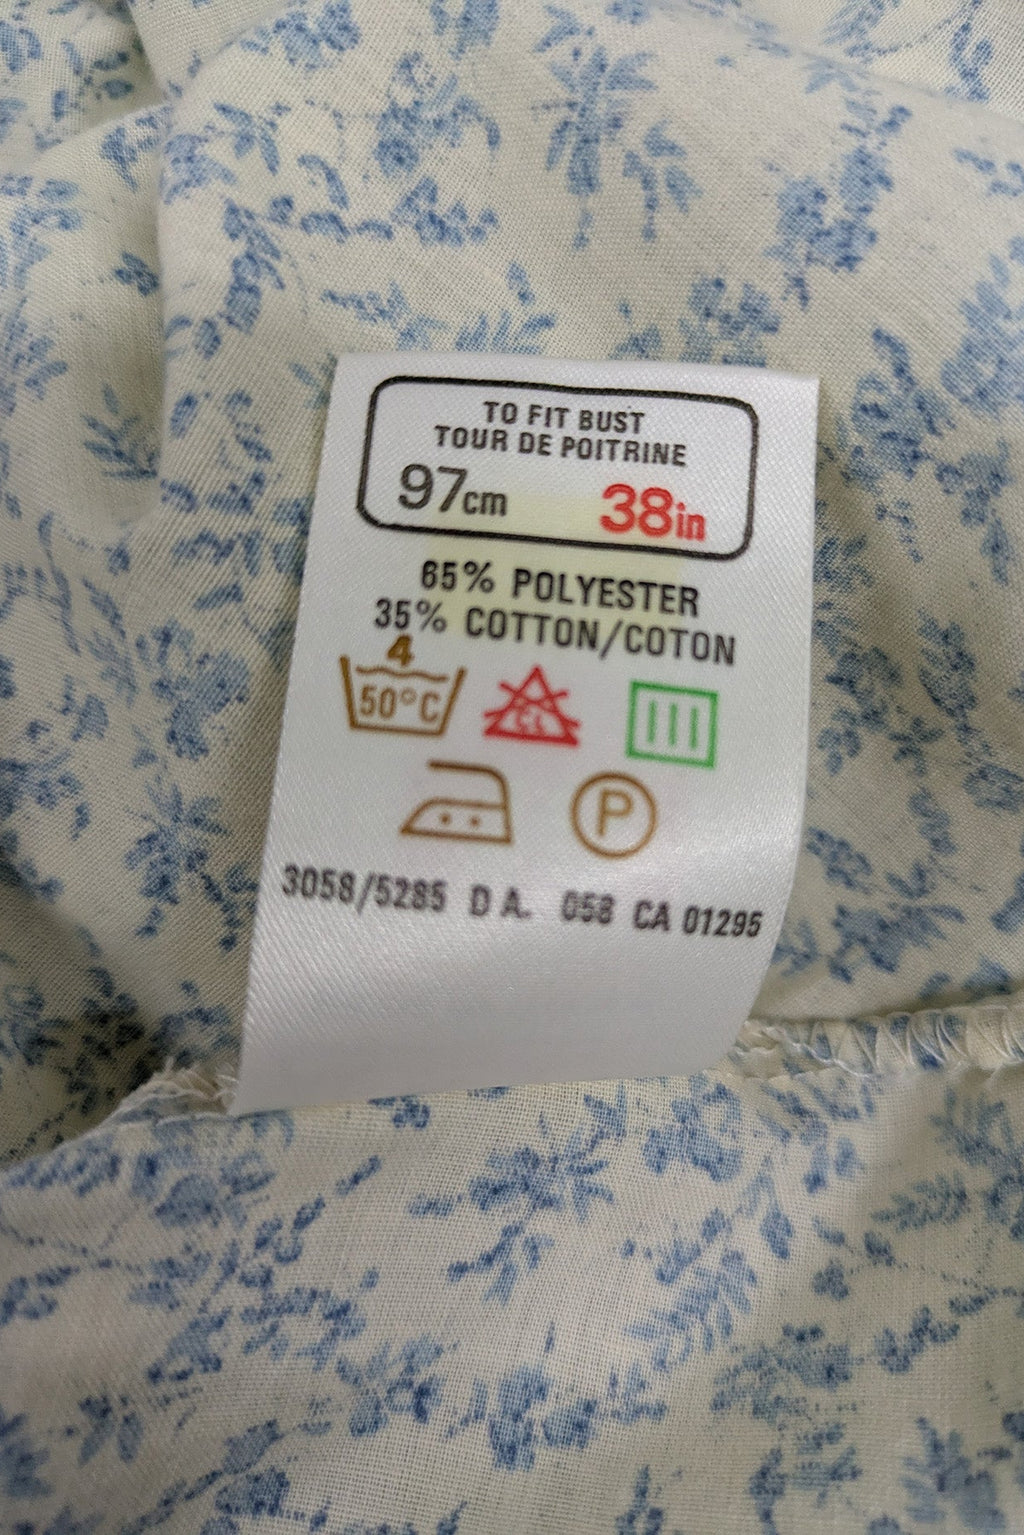 TO FIT BUST
TOUR DE POITRINE
97cm 38in
65% POLYESTER
35% COTTON/COTON
4
50°C CL
P
3058/5285 D A. 058 CA 01295